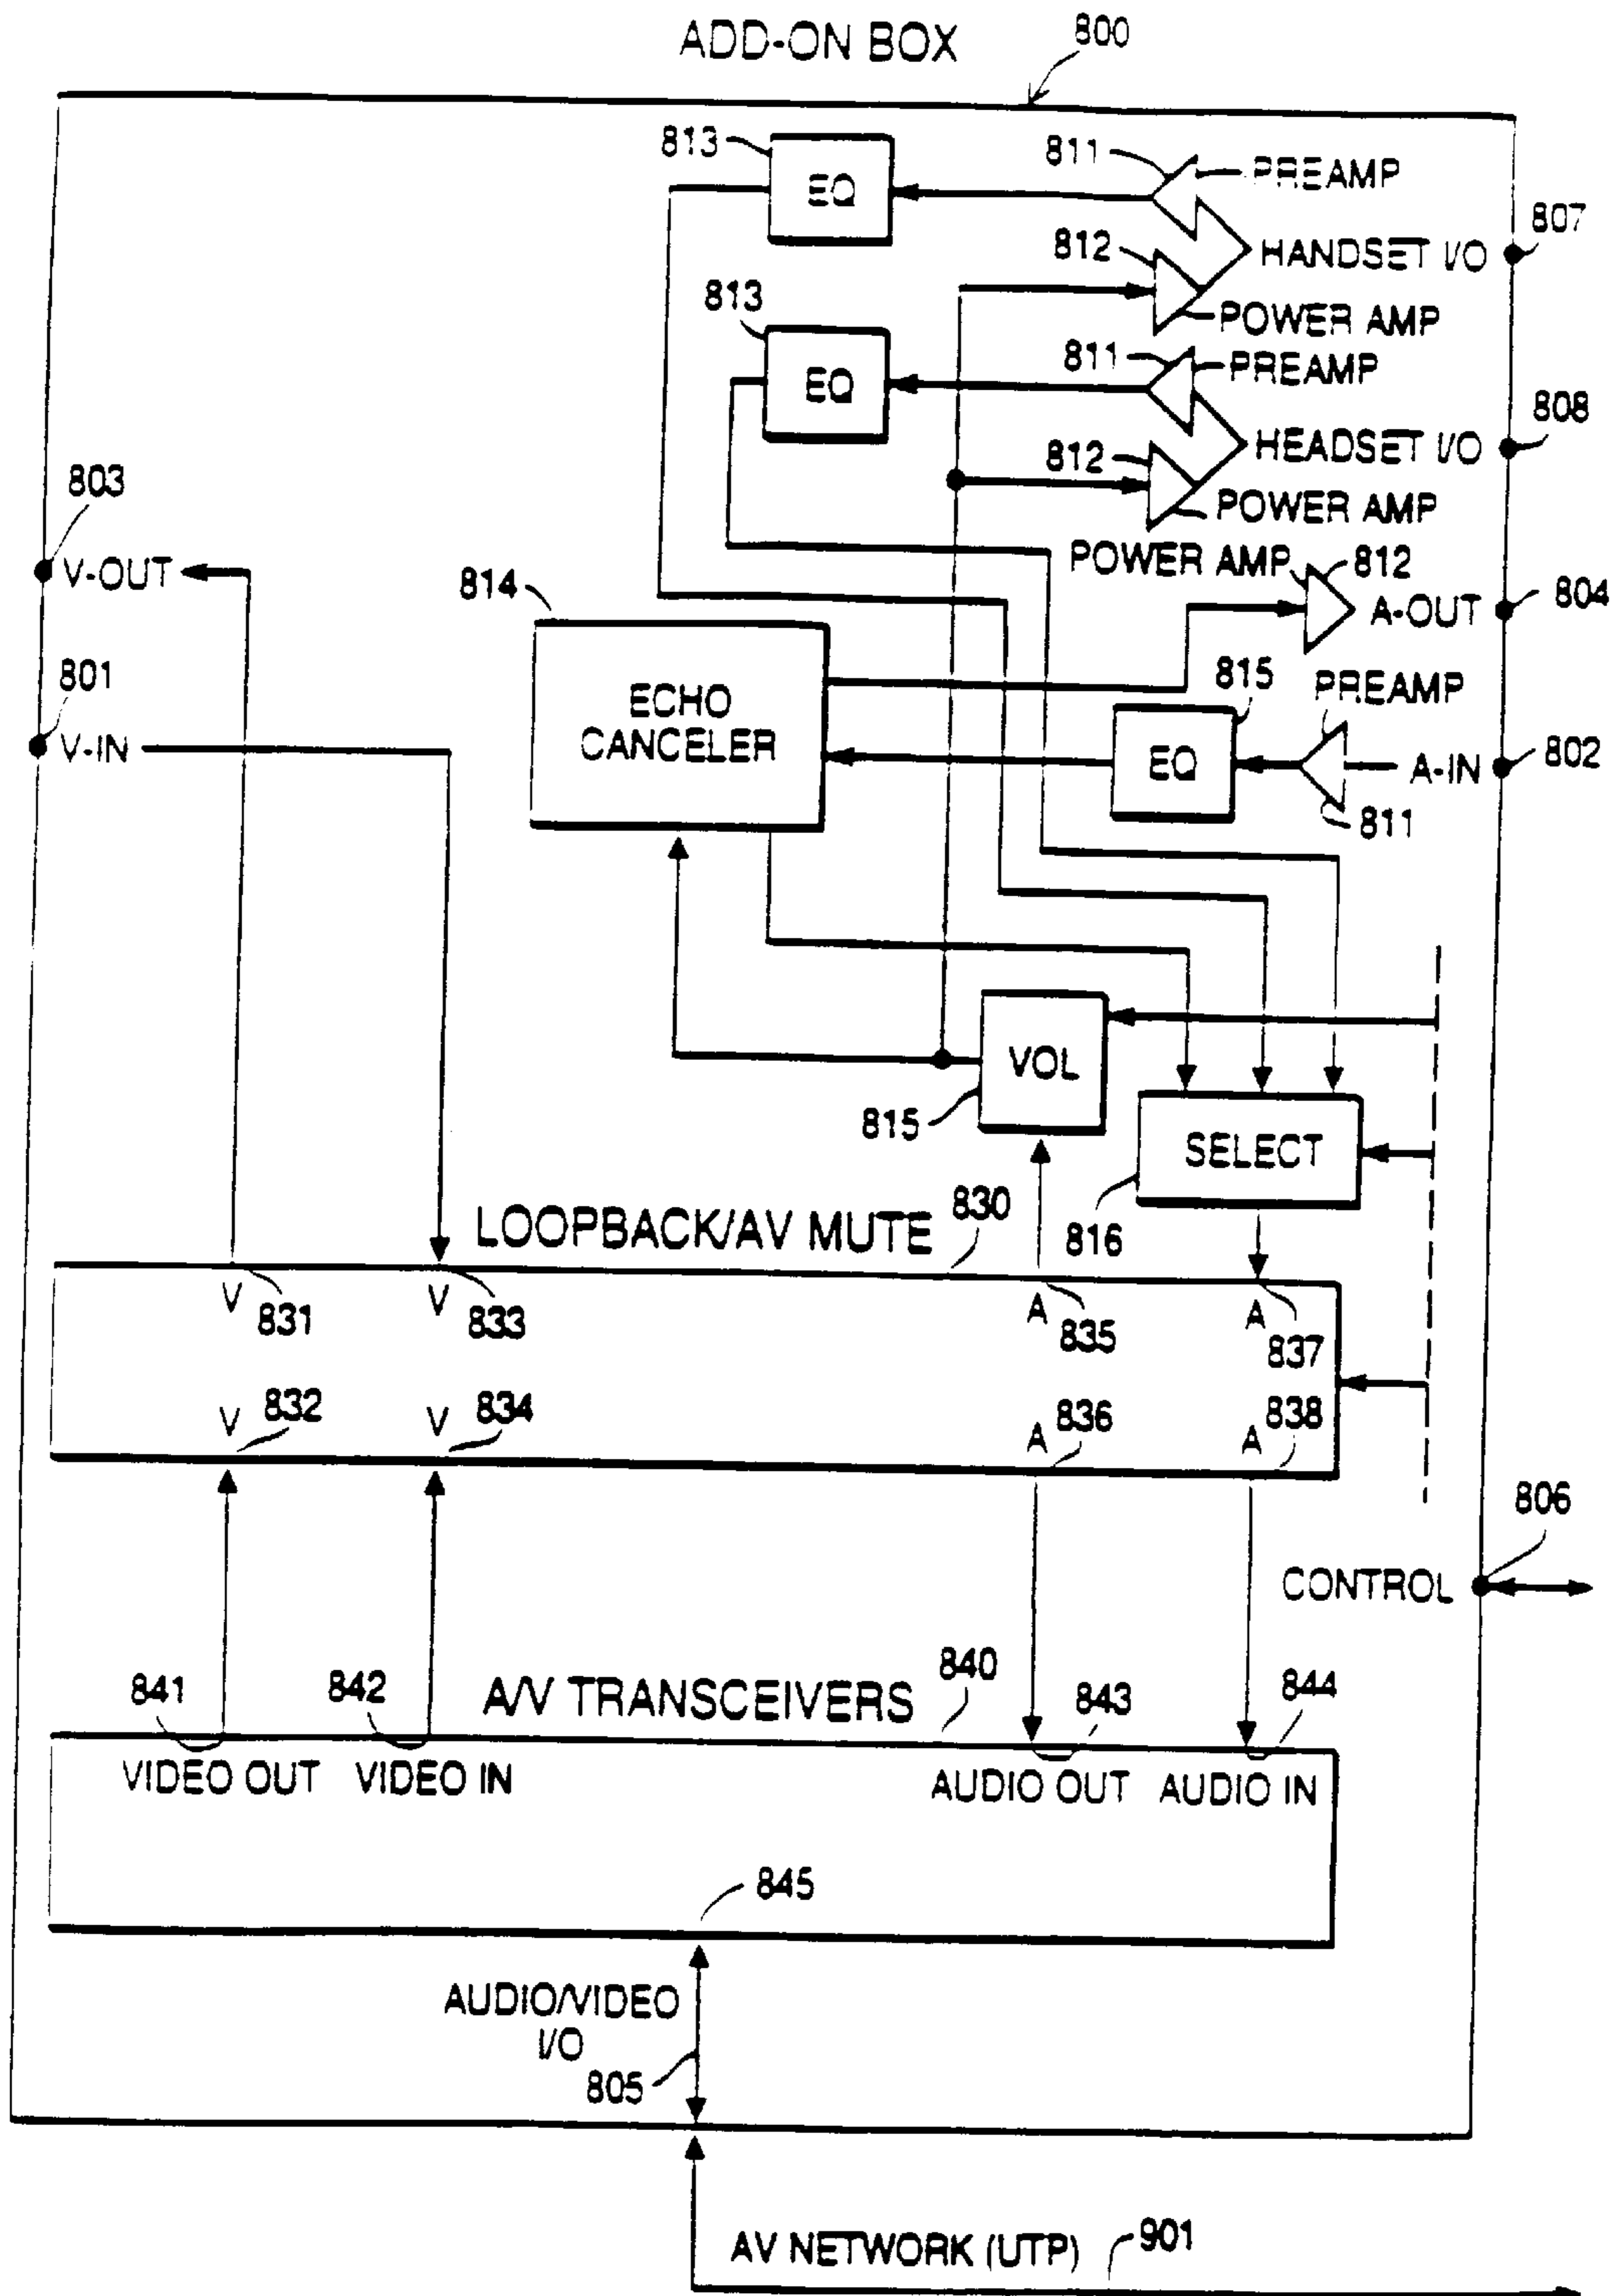 ADD-ON BOX
800
813
EQ
811
PREAMP
807
HANDSET I/O
812
POWER AMP
813
EQ
811
PREAMP
808
HEADSET I/O
812
POWER AMP
803
V-OUT
814
POWER AMP
812
A-OUT
804
801
V-IN
ECHO
CANCELER
815
EQ
PREAMP
A-IN
802
811
VOL
815
SELECT
816
LOOPBACK/AV MUTE
830
V
831
V
833
A
835
A
837
V
832
V
834
A
836
A
838
806
CONTROL
841
842
A/V TRANSCEIVERS
840
843
844
VIDEO OUT
VIDEO IN
AUDIO OUT
AUDIO IN
845
AUDIO/VIDEO
I/O
805
AV NETWORK (UTP)
901